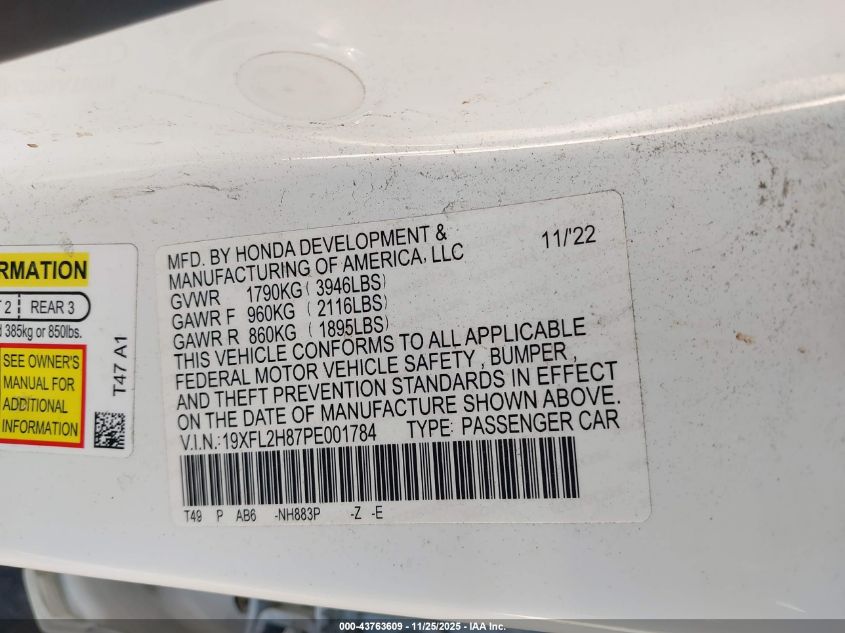 RMATION
2 REAR 3
385kg or 850lbs.
SEE OWNER'S
MANUAL FOR
ADDITIONAL
INFORMATION
T47 A1
MFD. BY HONDA DEVELOPMENT & 11/'22
MANUFACTURING OF AMERICA, LLC
GVWR 1790KG ( 3946LBS)
GAWR F 960KG ( 2116LBS)
GAWR R 860KG ( 1895LBS)
THIS VEHICLE CONFORMS TO ALL APPLICABLE
FEDERAL MOTOR VEHICLE SAFETY , BUMPER ,
AND THEFT PREVENTION STANDARDS IN EFFECT
ON THE DATE OF MANUFACTURE SHOWN ABOVE.
V.I.N.:19XFL2H87PE001784 TYPE: PASSENGER CAR
T49 P AB6 -NH883P -Z -E
000-43763609 - 11/25/2025 - IAA Inc.